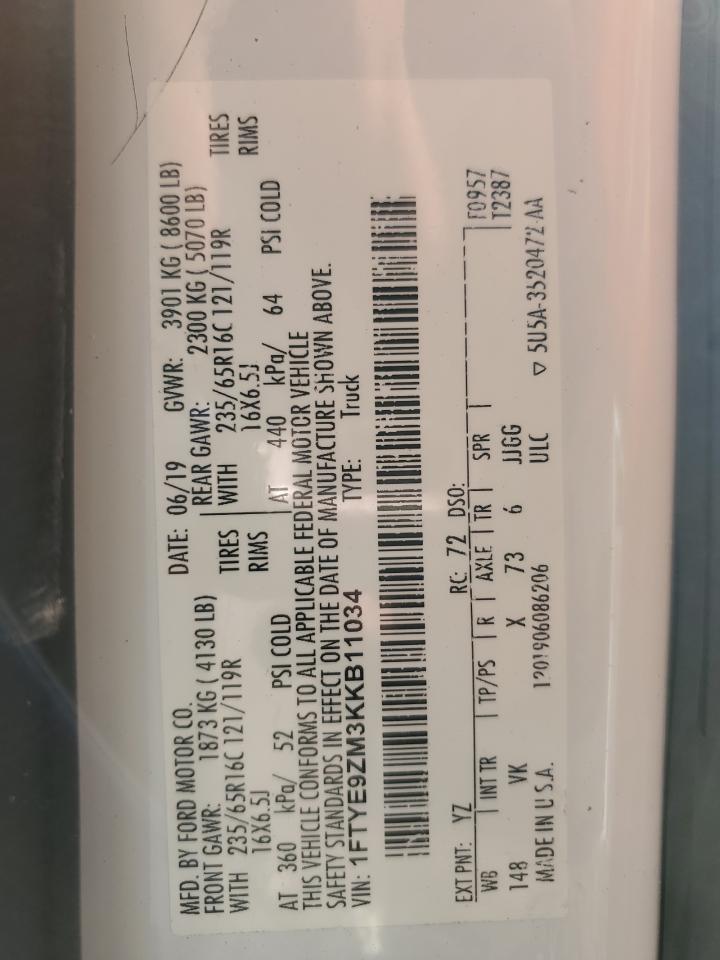 MFD. BY FORD MOTOR CO.
DATE: 06/19 GVWR: 3901 KG ( 8600 LB)
FRONT GAWR: 1873 KG ( 4130 LB)
REAR GAWR: 2300 KG ( 5070 LB)
WITH 235/65R16C 121/119R TIRES
WITH 235/65R16C 121/119R TIRES
16X6.5J RIMS
16X6.5J RIMS
AT 360 kPa/ 52 PSI COLD
AT 440 kPa/ 64 PSI COLD
THIS VEHICLE CONFORMS TO ALL APPLICABLE FEDERAL MOTOR VEHICLE
SAFETY STANDARDS IN EFFECT ON THE DATE OF MANUFACTURE SHOWN ABOVE.
VIN: 1FTYE9ZM3KKB11034 TYPE: Truck
EXT PNT: YZ RC: 72 DSO:
WB INT TR TP/PS R AXLE TR SPR F0957
148 VK X 73 6 JJGG T2387
ULC
MADE IN U.S.A. 1201906086206 ▽ 5U5A-3520472-AA